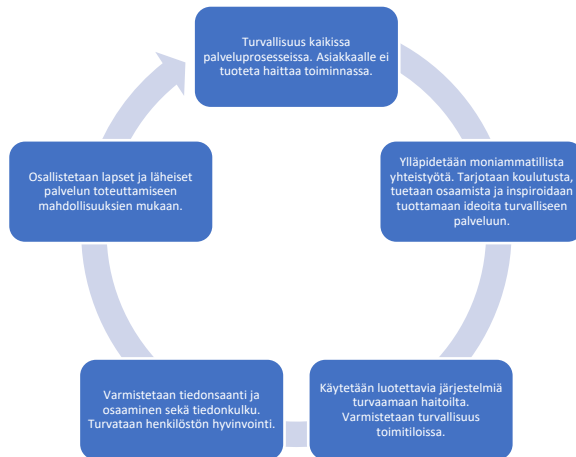 Turvallisuus kaikissa
palveluprosesseissa. Asiakkaalle ei
tuoteta haittaa toiminnassa.
Ylläpidetään moniammatillista
yhteistyötä. Tarjotaan koulutusta,
tuetaan osaamista ja inspiroidaan
tuottamaan ideoita turvalliseen
palveluun.
Käytetään luotettavia järjestelmiä
turvaamaan haitoilta.
Varmistetaan turvallisuus
toimitiloissa.
Varmistetaan tiedonsaanti ja
osaaminen sekä tiedonkulku.
Turvataan henkilöstön hyvinvointi.
Osallistetaan lapset ja läheiset
palvelun toteuttamiseen
mahdollisuuksien mukaan.